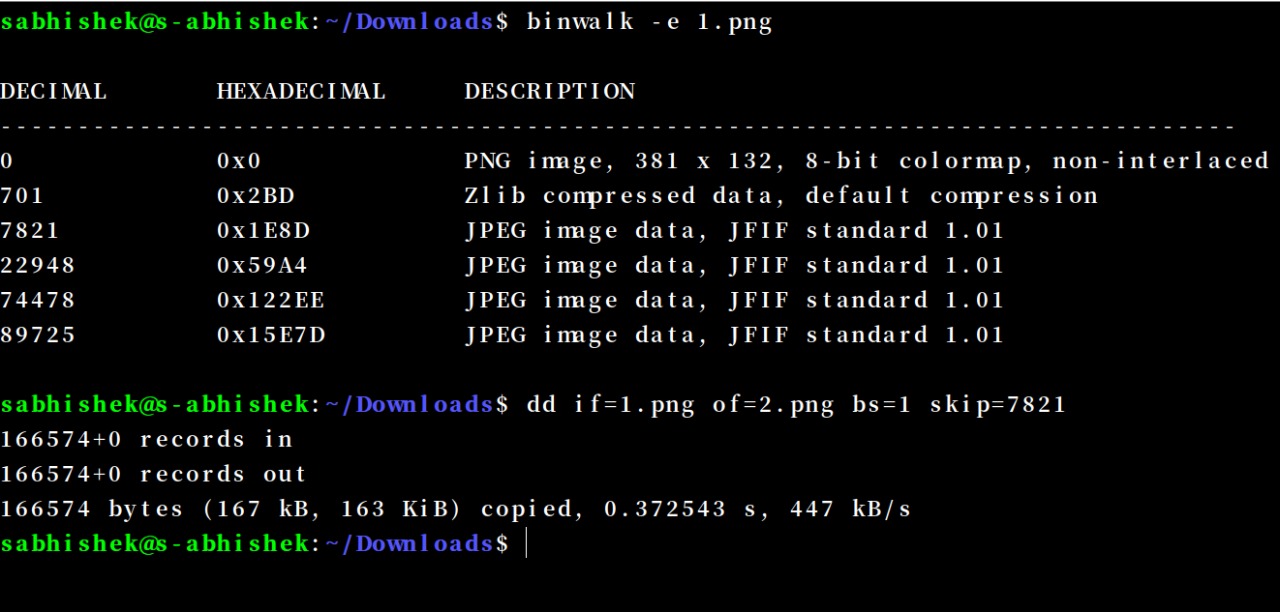 sabhishek@s-abhishek:~/Downloads$ binwalk -e 1.png
DECIMAL HEXADECIMAL DESCRIPTION
--------------------------------------------------------------------------------
0 0x0 PNG image, 381 x 132, 8-bit colormap, non-interlaced
701 0x2BD Zlib compressed data, default compression
7821 0x1E8D JPEG image data, JFIF standard 1.01
22948 0x59A4 JPEG image data, JFIF standard 1.01
74478 0x122EE JPEG image data, JFIF standard 1.01
89725 0x15E7D JPEG image data, JFIF standard 1.01
sabhishek@s-abhishek:~/Downloads$ dd if=1.png of=2.png bs=1 skip=7821
166574+0 records in
166574+0 records out
166574 bytes (167 kB, 163 KiB) copied, 0.372543 s, 447 kB/s
sabhishek@s-abhishek:~/Downloads$